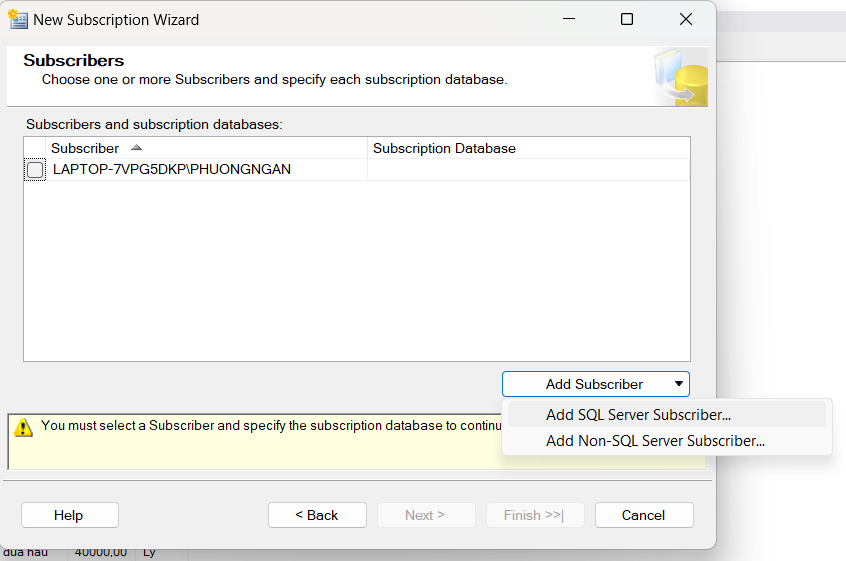 New Subscription Wizard
Subscribers
Choose one or more Subscribers and specify each subscription database.
Subscribers and subscription databases:
Subscriber Subscription Database
LAPTOP-7VPG5DKP\PHUONGNGAN
Add Subscriber
Add SQL Server Subscriber...
Add Non-SQL Server Subscriber...
You must select a Subscriber and specify the subscription database to continu
Help < Back Next > Finish >>| Cancel
dua hau 40000,00 Ly